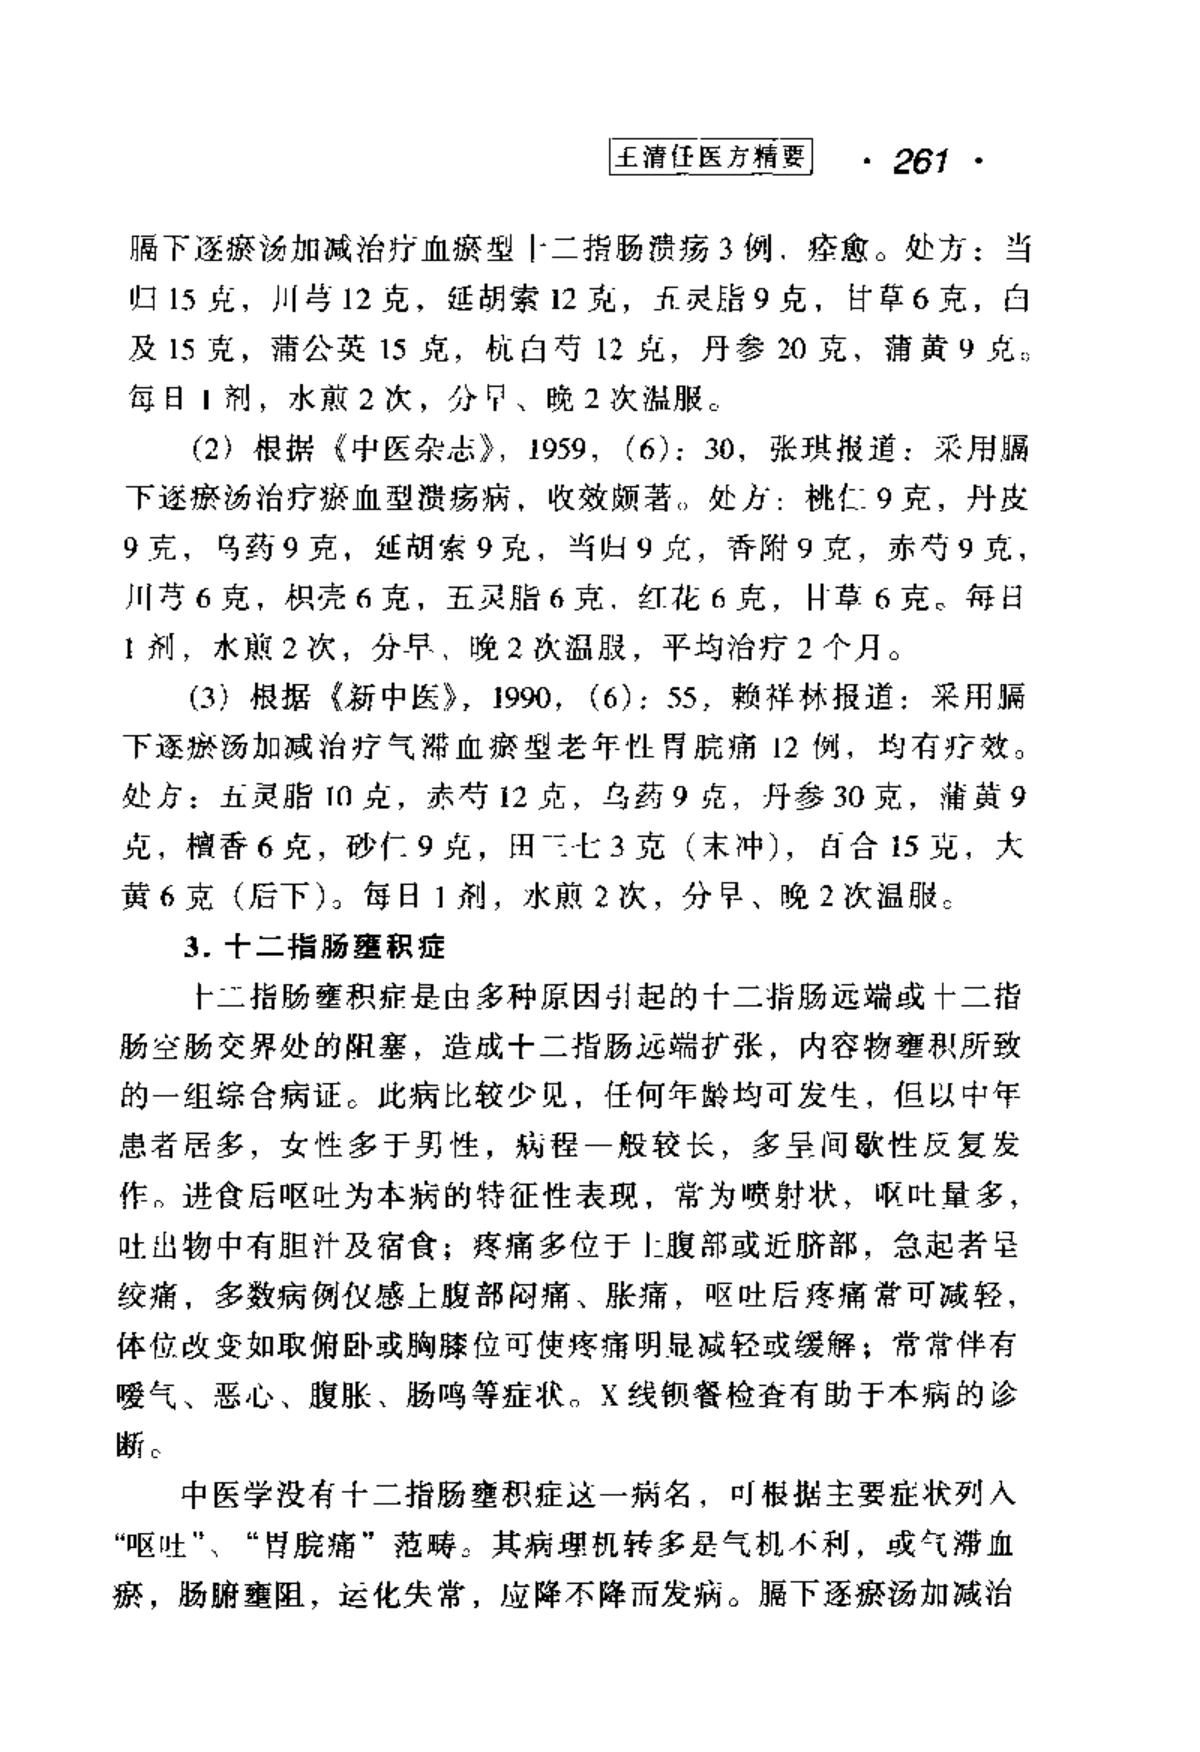 王清任医方精要 · 261 ·
膈下逐瘀汤加减治疗血瘀型十二指肠溃疡 3 例，痊愈。处方：当
归 15 克，川芎 12 克，延胡索 12 克，五灵脂 9 克，甘草 6 克，白
及 15 克，蒲公英 15 克，杭白芍 12 克，丹参 20 克，蒲黄 9 克。
每日 1 剂，水煎 2 次，分早、晚 2 次温服。
(2) 根据《中医杂志》，1959，(6)：30，张琪报道：采用膈
下逐瘀汤治疗瘀血型溃疡病，收效颇著。处方：桃仁 9 克，丹皮
9 克，乌药 9 克，延胡索 9 克，当归 9 克，香附 9 克，赤芍 9 克，
川芎 6 克，枳壳 6 克，五灵脂 6 克，红花 6 克，甘草 6 克。每日
1 剂，水煎 2 次，分早、晚 2 次温服，平均治疗 2 个月。
(3) 根据《新中医》，1990，(6)：55，赖祥林报道：采用膈
下逐瘀汤加减治疗气滞血瘀型老年性胃脘痛 12 例，均有疗效。
处方：五灵脂 10 克，赤芍 12 克，乌药 9 克，丹参 30 克，蒲黄 9
克，檀香 6 克，砂仁 9 克，田三七 3 克（末冲），百合 15 克，大
黄 6 克（后下）。每日 1 剂，水煎 2 次，分早、晚 2 次温服。
3. 十二指肠壅积症
十二指肠壅积症是由多种原因引起的十二指肠远端或十二指
肠空肠交界处的阻塞，造成十二指肠远端扩张，内容物壅积所致
的一组综合病证。此病比较少见，任何年龄均可发生，但以中年
患者居多，女性多于男性，病程一般较长，多呈间歇性反复发
作。进食后呕吐为本病的特征性表现，常为喷射状，呕吐量多，
吐出物中有胆汁及宿食；疼痛多位于上腹部或近脐部，急起者呈
绞痛，多数病例仅感上腹部闷痛、胀痛，呕吐后疼痛常可减轻，
体位改变如取俯卧或胸膝位可使疼痛明显减轻或缓解；常常伴有
嗳气、恶心、腹胀、肠鸣等症状。X 线钡餐检查有助于本病的诊
断。
中医学没有十二指肠壅积症这一病名，可根据主要症状列入
“呕吐”、“胃脘痛”范畴。其病理机转多是气机不利，或气滞血
瘀，肠腑壅阻，运化失常，应降不降而发病。膈下逐瘀汤加减治